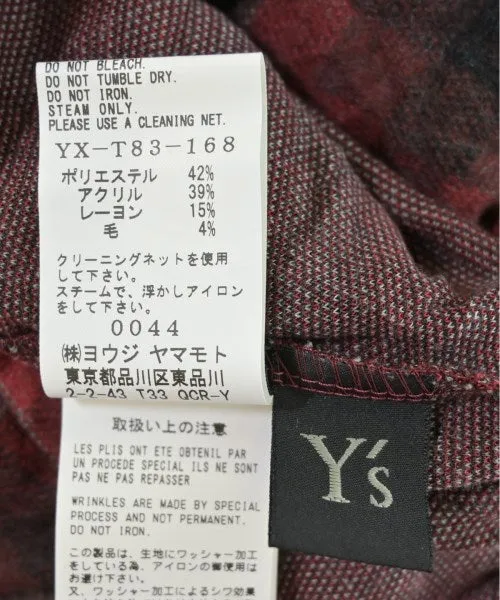 DO NOT BLEACH.
DO NOT TUMBLE DRY.
DO NOT IRON.
STEAM ONLY.
PLEASE USE A CLEANING NET.
YX-T83-168
ポリエステル 42%
アクリル 39%
レーヨン 15%
毛 4%
クリーニングネットを使用
して下さい。
スチームで、浮かしアイロン
をして下さい。
0044
㈱ヨウジ ヤマモト
東京都品川区東品川
2-2-43 T33 QCR-Y
取扱い上の注意
LES PLIS ONT ETE OBTENIR PAR
UN PROCEDE SPECIAL ILS NE SONT
PAS NE PAS REPASSER
WRINKLES ARE MADE BY SPECIAL
PROCESS AND NOT PERMANENT.
DO NOT IRON.
この製品は、生地にワッシャー加工
をしている為、アイロンの御使用は
お避け下さい。
又、ワッシャー加工によるシワ効果
Y's